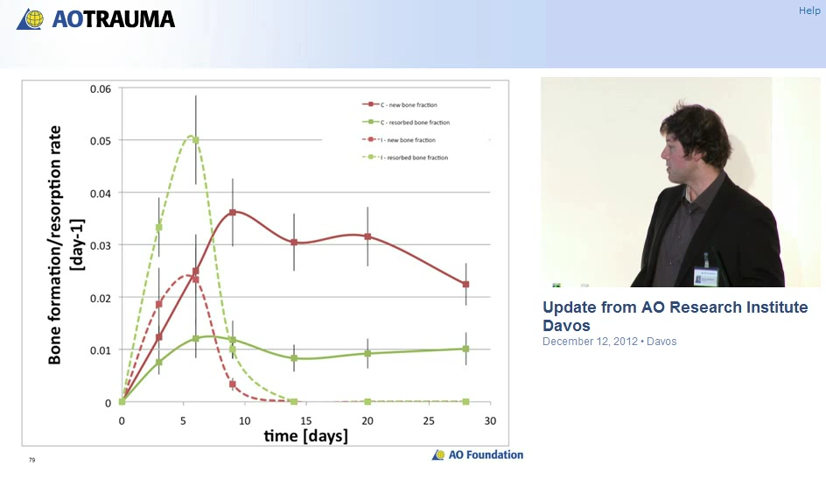 AOTRAUMA
Help
Bone formation/resorption rate
[day-1]
0.06
0.05
0.04
0.03
0.02
0.01
0
C - new bone fraction
C - resorbed bone fraction
I - new bone fraction
I - resorbed bone fraction
0 5 10 15 20 25 30
time [days]
79
AO Foundation
Update from AO Research Institute
Davos
December 12, 2012 • Davos